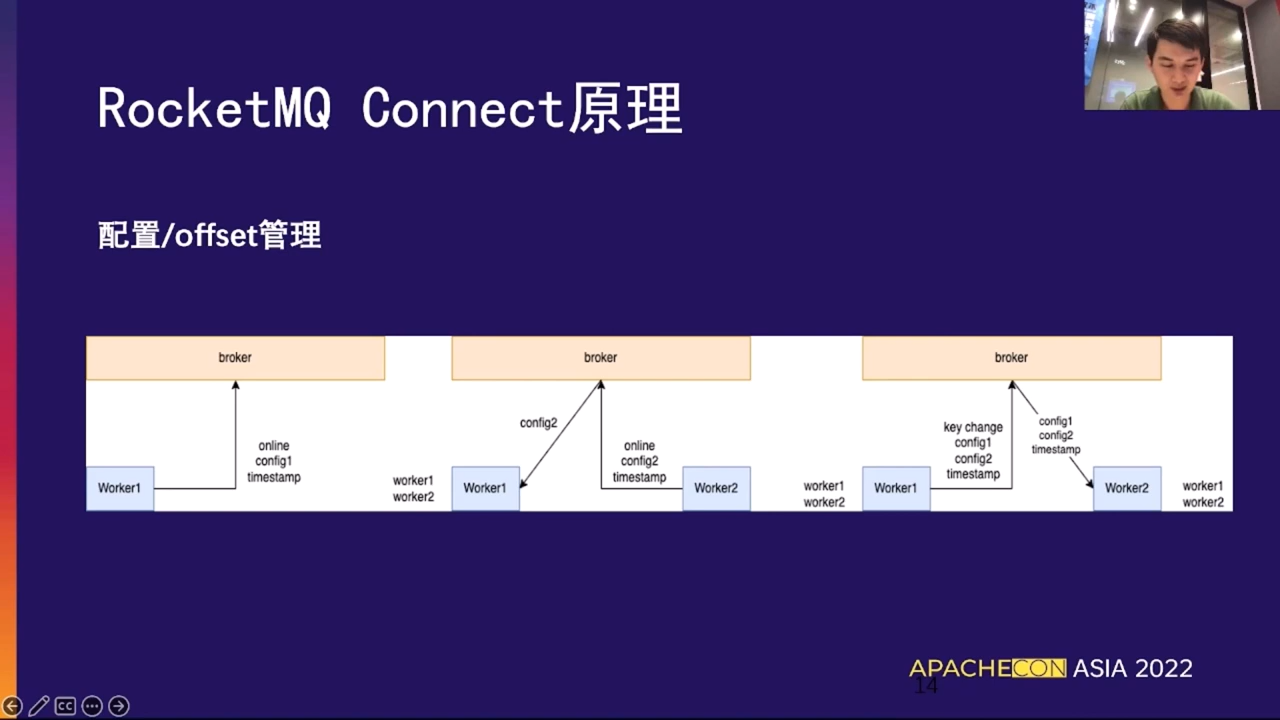 RocketMQ Connect原理
配置/offset管理
broker
online
config1
timestamp
Worker1
broker
config2
online
config2
timestamp
worker1
worker2
Worker1
Worker2
broker
key change
config1
config2
timestamp
config1
config2
timestamp
worker1
worker2
Worker1
Worker2
worker1
worker2
APACHECON ASIA 2022
14
CC